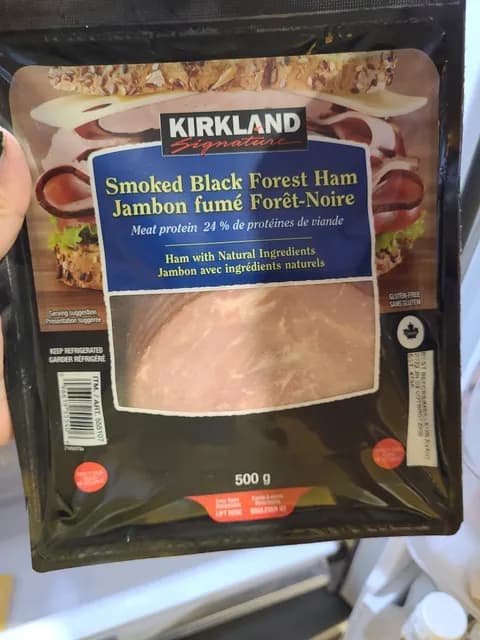 KIRKLAND
Signature
Smoked Black Forest Ham
Jambon fumé Forêt-Noire
Meat protein 24 % de protéines de viande
Ham with Natural Ingredients
Jambon avec ingrédients naturels
Serving suggestion
Présentation suggérée
GLUTEN-FREE
SANS GLUTEN
KEEP REFRIGERATED
GARDER RÉFRIGÉRÉ
500 g
LIFT HERE